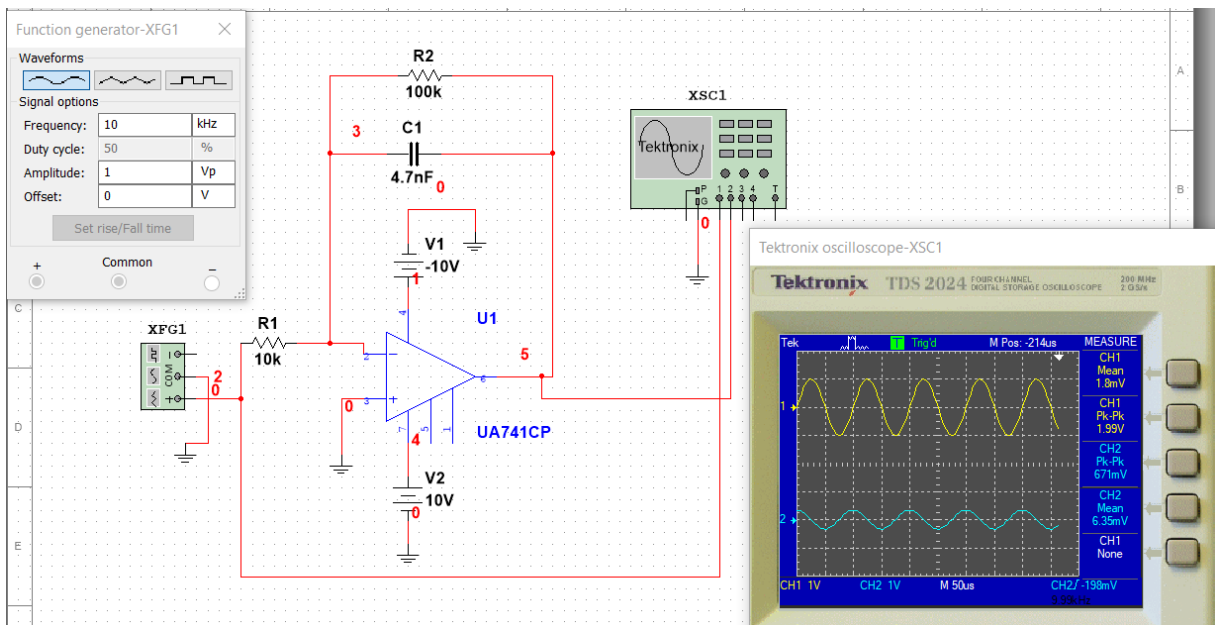 Function generator-XFG1
Waveforms
Signal options
Frequency: 10 kHz
Duty cycle: 50 %
Amplitude: 1 Vp
Offset: 0 V
Set rise/Fall time
+ Common −
XFG1
COM
+
2
0
R1
10k
R2
100k
3
C1
4.7nF
0
V1
-10V
1
4
U1
2
3
0
6
5
7 5 1
UA741CP
4
V2
10V
0
XSC1
Tektronix
P
G
1 2 3 4 T
0
A
B
C
D
E
Tektronix oscilloscope-XSC1
Tektronix TDS 2024 FOUR CHANNEL
DIGITAL STORAGE OSCILLOSCOPE
200 MHz
2 GS/s
Tek T Trig'd M Pos: -214us MEASURE
CH1
Mean
1.8mV
CH1
Pk-Pk
1.99V
CH2
Pk-Pk
671mV
CH2
Mean
6.35mV
CH1
None
1
2
CH1 1V CH2 1V M 50us CH2 -198mV